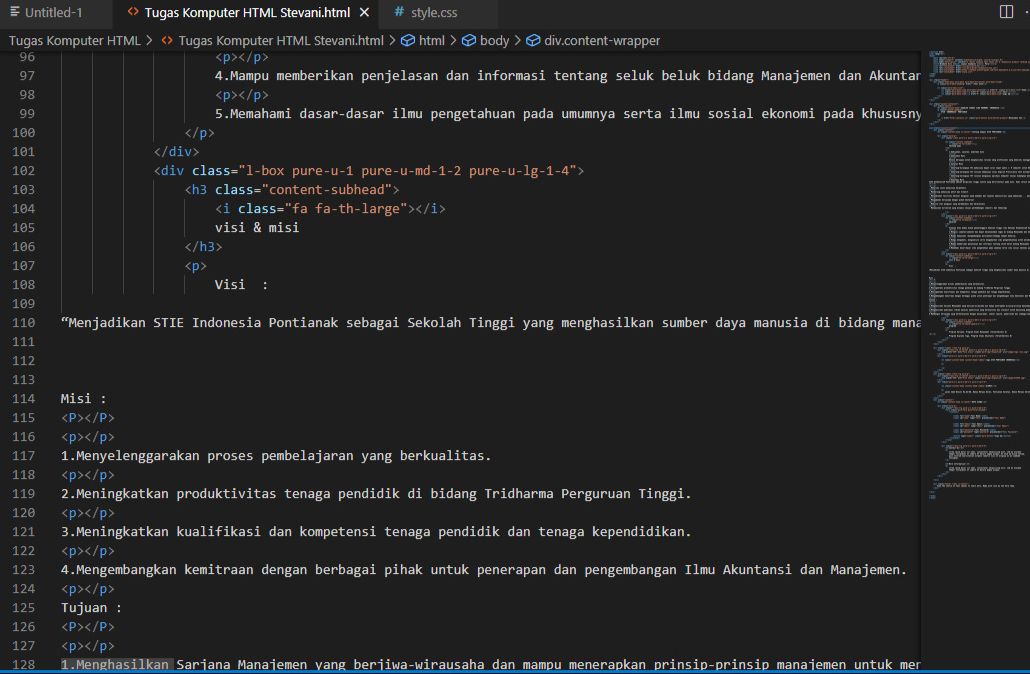 Untitled-1
Tugas Komputer HTML Stevani.html
# style.css
Tugas Komputer HTML > Tugas Komputer HTML Stevani.html > html > body > div.content-wrapper
96 <p></p>
97 4.Mampu memberikan penjelasan dan informasi tentang seluk beluk bidang Manajemen dan Akuntan
98 <p></p>
99 5.Memahami dasar-dasar ilmu pengetahuan pada umumnya serta ilmu sosial ekonomi pada khususny
100 </p>
101 </div>
102 <div class="l-box pure-u-1 pure-u-md-1-2 pure-u-lg-1-4">
103 <h3 class="content-subhead">
104 <i class="fa fa-th-large"></i>
105 visi & misi
106 </h3>
107 <p>
108 Visi :
109
110 “Menjadikan STIE Indonesia Pontianak sebagai Sekolah Tinggi yang menghasilkan sumber daya manusia di bidang mana
111
112
113
114 Misi :
115 <P></P>
116 <p></p>
117 1.Menyelenggarakan proses pembelajaran yang berkualitas.
118 <p></p>
119 2.Meningkatkan produktivitas tenaga pendidik di bidang Tridharma Perguruan Tinggi.
120 <p></p>
121 3.Meningkatkan kualifikasi dan kompetensi tenaga pendidik dan tenaga kependidikan.
122 <p></p>
123 4.Mengembangkan kemitraan dengan berbagai pihak untuk penerapan dan pengembangan Ilmu Akuntansi dan Manajemen.
124 <p></p>
125 Tujuan :
126 <P></P>
127 <p></p>
128 1.Menghasilkan Sarjana Manajemen yang berjiwa-wirausaha dan mampu menerapkan prinsip-prinsip manajemen untuk men